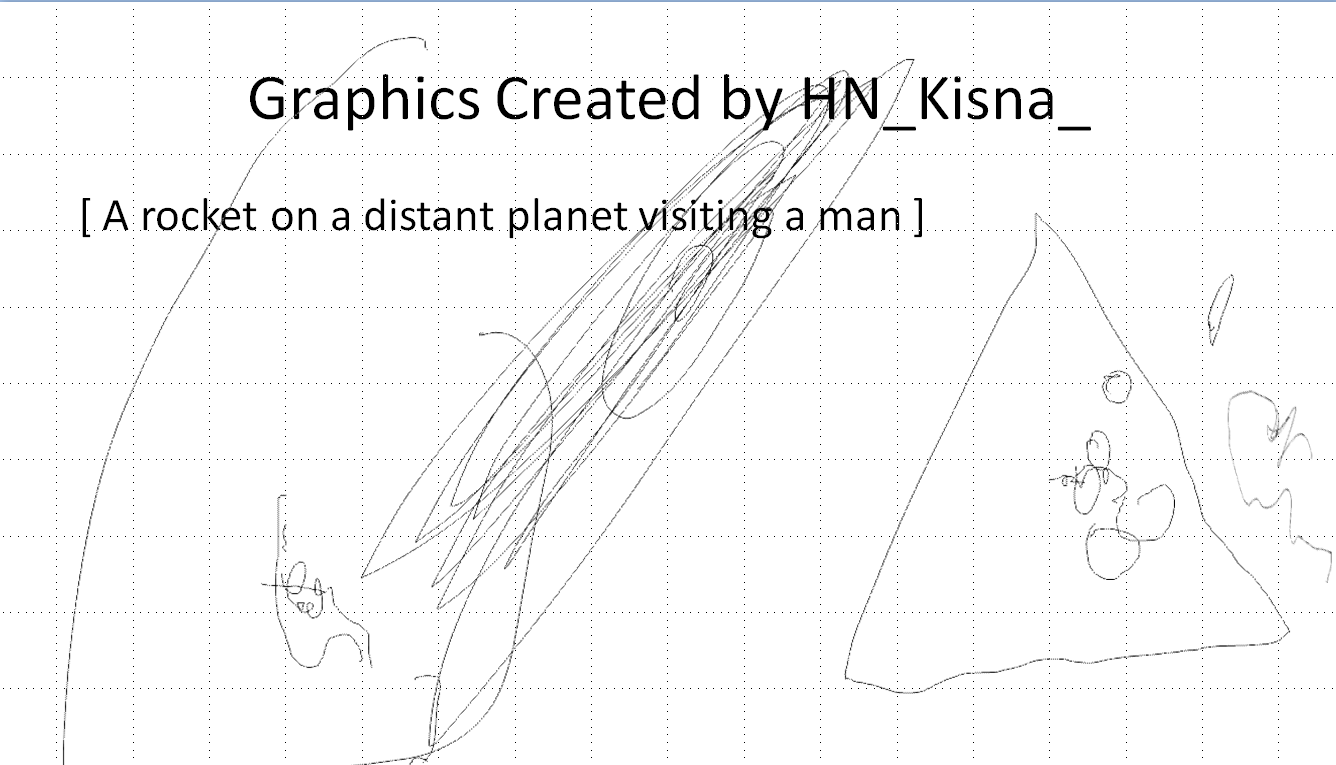 Graphics Created by HN_Kisna_
[ A rocket on a distant planet visiting a man ]